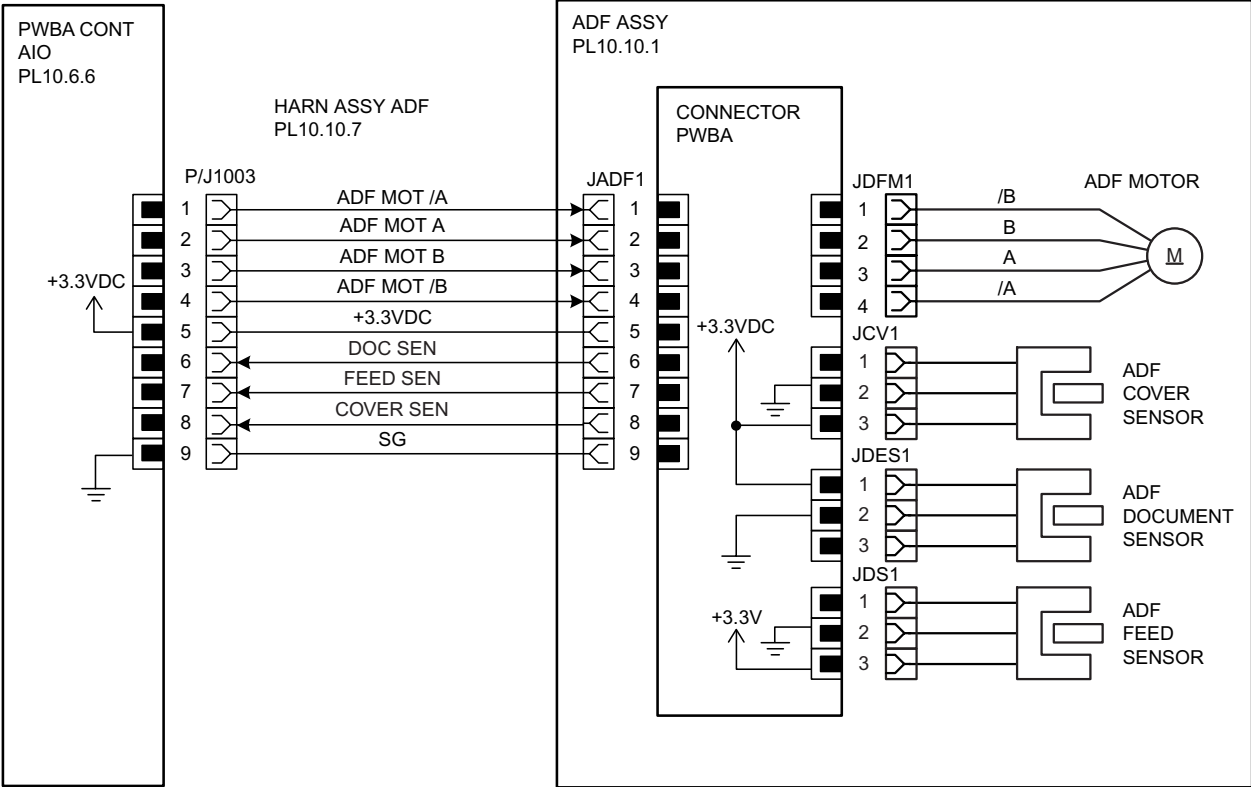 PWBA CONT
AIO
PL10.6.6
HARN ASSY ADF
PL10.10.7
ADF ASSY
PL10.10.1
CONNECTOR
PWBA
P/J1003
JADF1
1 ADF MOT /A 1
2 ADF MOT A 2
3 ADF MOT B 3
4 ADF MOT /B 4
5 +3.3VDC 5
6 DOC SEN 6
7 FEED SEN 7
8 COVER SEN 8
9 SG 9
+3.3VDC
+3.3VDC
+3.3V
JDFM1
ADF MOTOR
1 /B
2 B
3 A
4 /A
M
JCV1
1
2
3
ADF
COVER
SENSOR
JDES1
1
2
3
ADF
DOCUMENT
SENSOR
JDS1
1
2
3
ADF
FEED
SENSOR